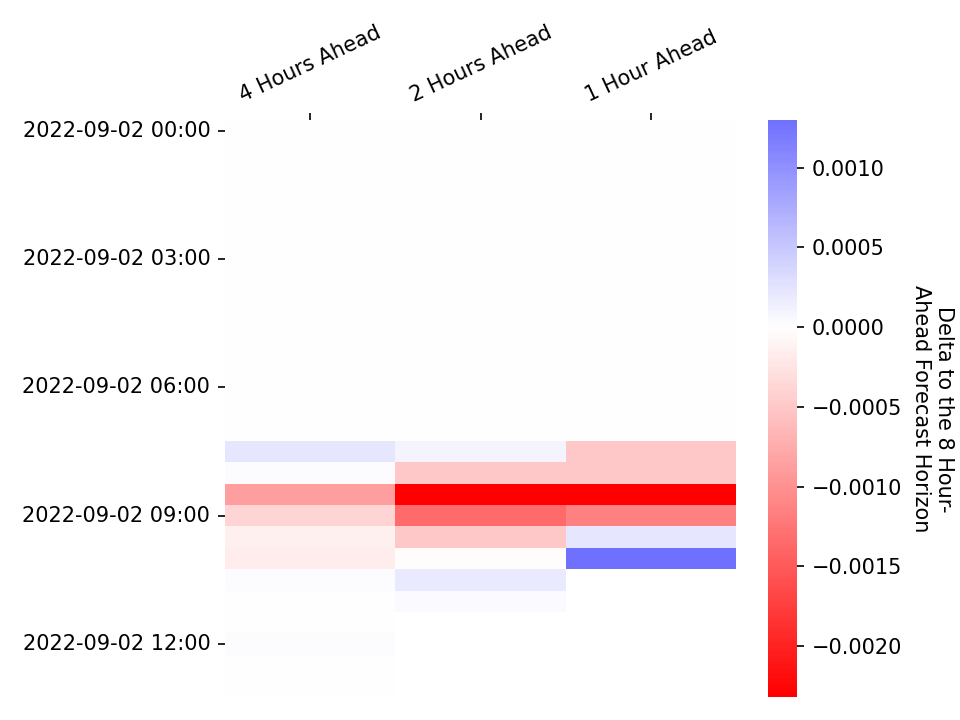 4 Hours Ahead
2 Hours Ahead
1 Hour Ahead
2022-09-02 00:00
2022-09-02 03:00
2022-09-02 06:00
2022-09-02 09:00
2022-09-02 12:00
0.0010
0.0005
0.0000
−0.0005
−0.0010
−0.0015
−0.0020
Delta to the 8 Hour-
Ahead Forecast Horizon